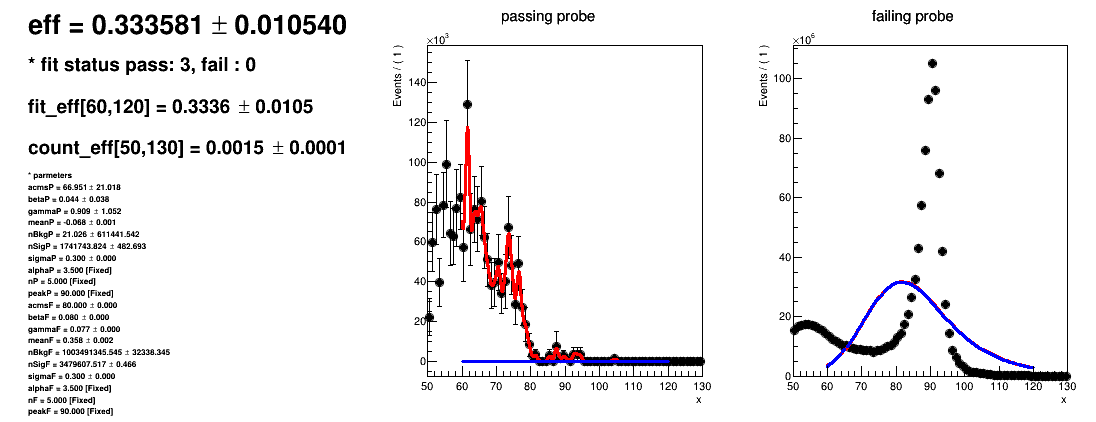 eff = 0.333581 ± 0.010540
* fit status pass: 3, fail : 0
fit_eff[60,120] = 0.3336 ± 0.0105
count_eff[50,130] = 0.0015 ± 0.0001
* parmeters
acmsP = 66.951 ± 21.018
betaP = 0.044 ± 0.038
gammaP = 0.909 ± 1.052
meanP = -0.068 ± 0.001
nBkgP = 21.026 ± 611441.542
nSigP = 1741743.824 ± 482.693
sigmaP = 0.300 ± 0.000
alphaP = 3.500 [Fixed]
nP = 5.000 [Fixed]
peakP = 90.000 [Fixed]
acmsF = 80.000 ± 0.000
betaF = 0.080 ± 0.000
gammaF = 0.077 ± 0.000
meanF = 0.358 ± 0.002
nBkgF = 1003491345.545 ± 32338.345
nSigF = 3479607.517 ± 0.466
sigmaF = 0.300 ± 0.000
alphaF = 3.500 [Fixed]
nF = 5.000 [Fixed]
peakF = 90.000 [Fixed]
passing probe
×10³
Events / ( 1 )
140
120
100
80
60
40
20
0
50 60 70 80 90 100 110 120 130
x
failing probe
×10⁶
Events / ( 1 )
100
80
60
40
20
0
50 60 70 80 90 100 110 120 130
x